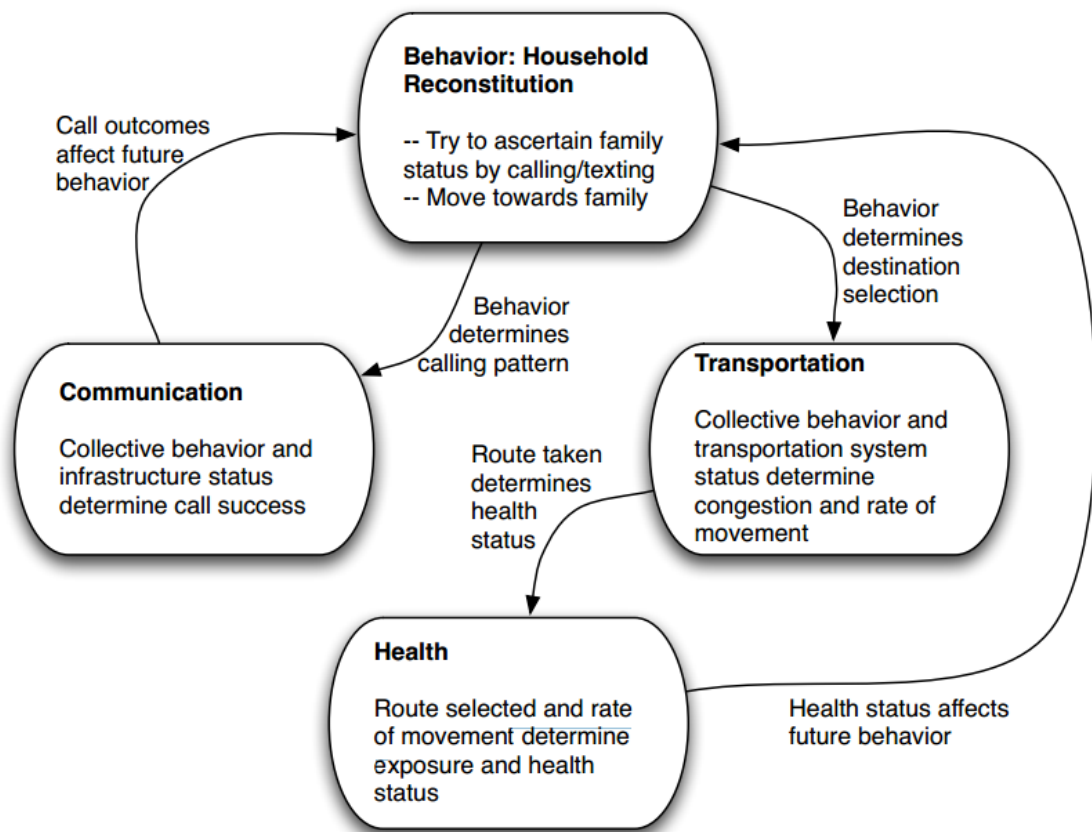 Behavior: Household
Reconstitution
-- Try to ascertain family
status by calling/texting
-- Move towards family
Call outcomes
affect future
behavior
Behavior
determines
destination
selection
Behavior
determines
calling pattern
Communication
Collective behavior and
infrastructure status
determine call success
Transportation
Collective behavior and
transportation system
status determine
congestion and rate of
movement
Route taken
determines
health
status
Health
Route selected and rate
of movement determine
exposure and health
status
Health status affects
future behavior